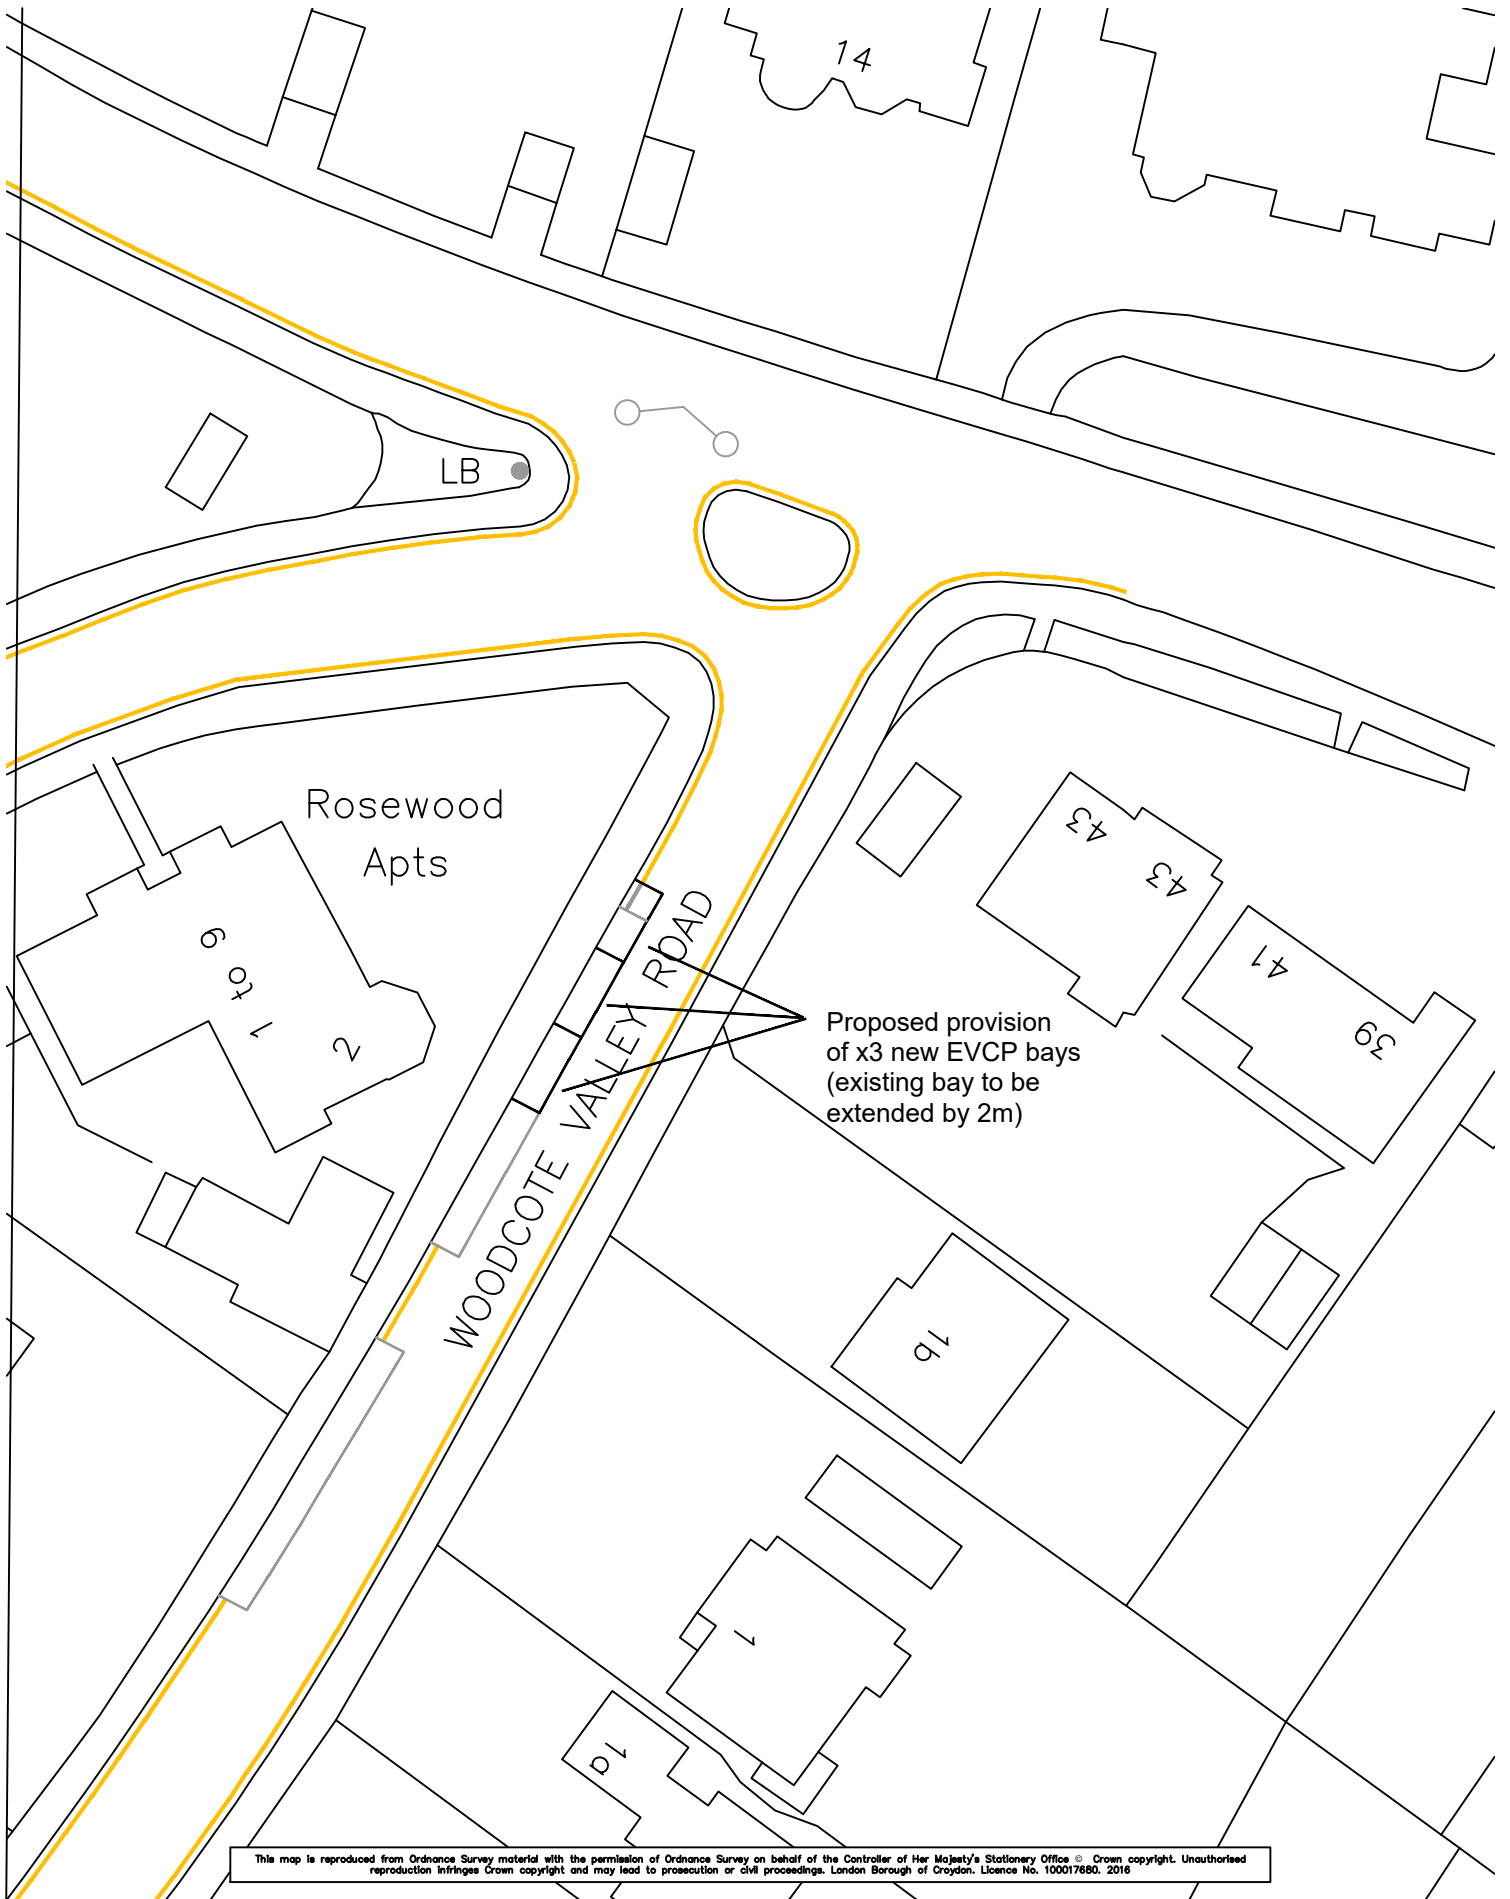 14
LB
Rosewood
Apts
43
43
41
39
1 to 9
2
WOODCOTE VALLEY ROAD
Proposed provision
of x3 new EVCP bays
(existing bay to be
extended by 2m)
1b
1
1a
This map is reproduced from Ordnance Survey material with the permission of Ordnance Survey on behalf of the Controller of Her Majesty's Stationery Office © Crown copyright. Unauthorised
reproduction infringes Crown copyright and may lead to prosecution or civil proceedings. London Borough of Croydon. Licence No. 100017680. 2016